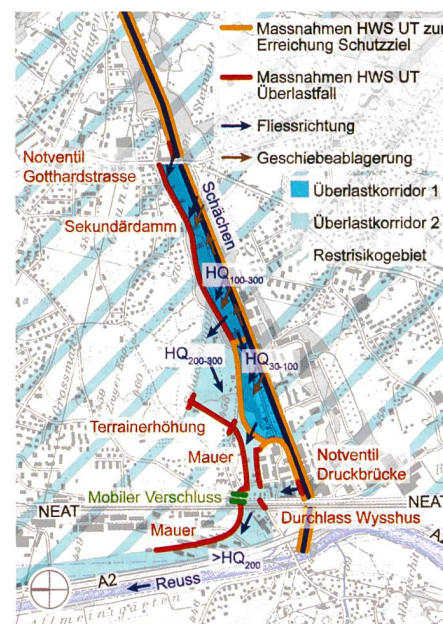 Massnahmen HWS UT zur
Erreichung Schutzziel
Massnahmen HWS UT
Überlastfall
Fliessrichtung
Geschiebeablagerung
Überlastkorridor 1
Überlastkorridor 2
Restrisikogebiet
Notventil
Gotthardstrasse
Schächen
Sekundärdamm
HQ100-300
HQ200-300
HQ30-100
Terrainerhöhung
Mauer
Notventil
Druckbrücke
Mobiler Verschluss
NEAT
NEAT
Mauer
Durchlass Wysshus
>HQ200
A2
Reuss
A2
Allmeingärten